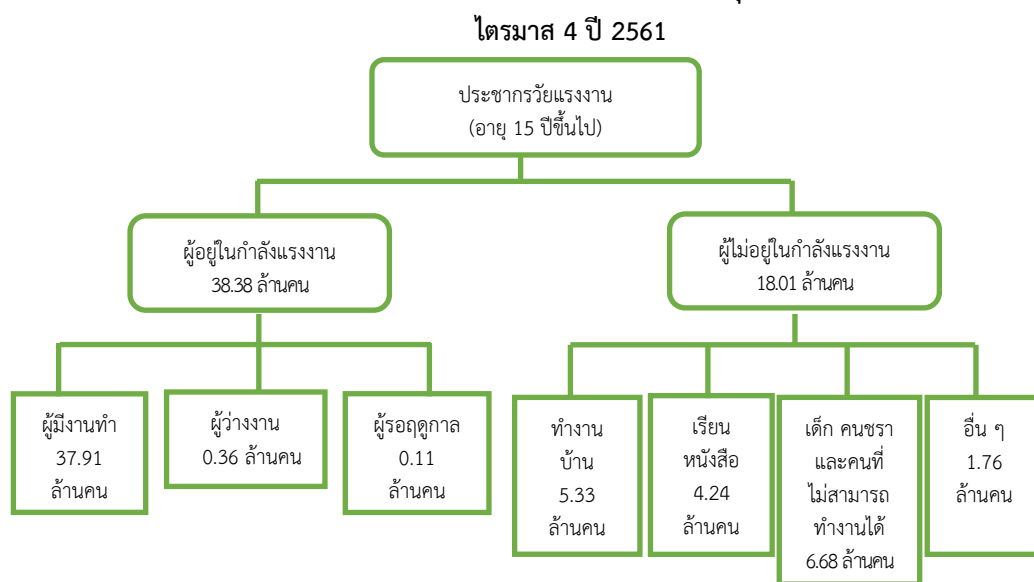 ไตรมาส 4 ปี 2561
ประชากรวัยแรงงาน
(อายุ 15 ปีขึ้นไป)
ผู้อยู่ในกำลังแรงงาน
38.38 ล้านคน
ผู้ไม่อยู่ในกำลังแรงงาน
18.01 ล้านคน
ผู้มีงานทำ
37.91
ล้านคน
ผู้ว่างงาน
0.36 ล้านคน
ผู้รอฤดูกาล
0.11
ล้านคน
ทำงาน
บ้าน
5.33
ล้านคน
เรียน
หนังสือ
4.24
ล้านคน
เด็ก คนชรา
และคนที่
ไม่สามารถ
ทำงานได้
6.68 ล้านคน
อื่น ๆ
1.76
ล้านคน